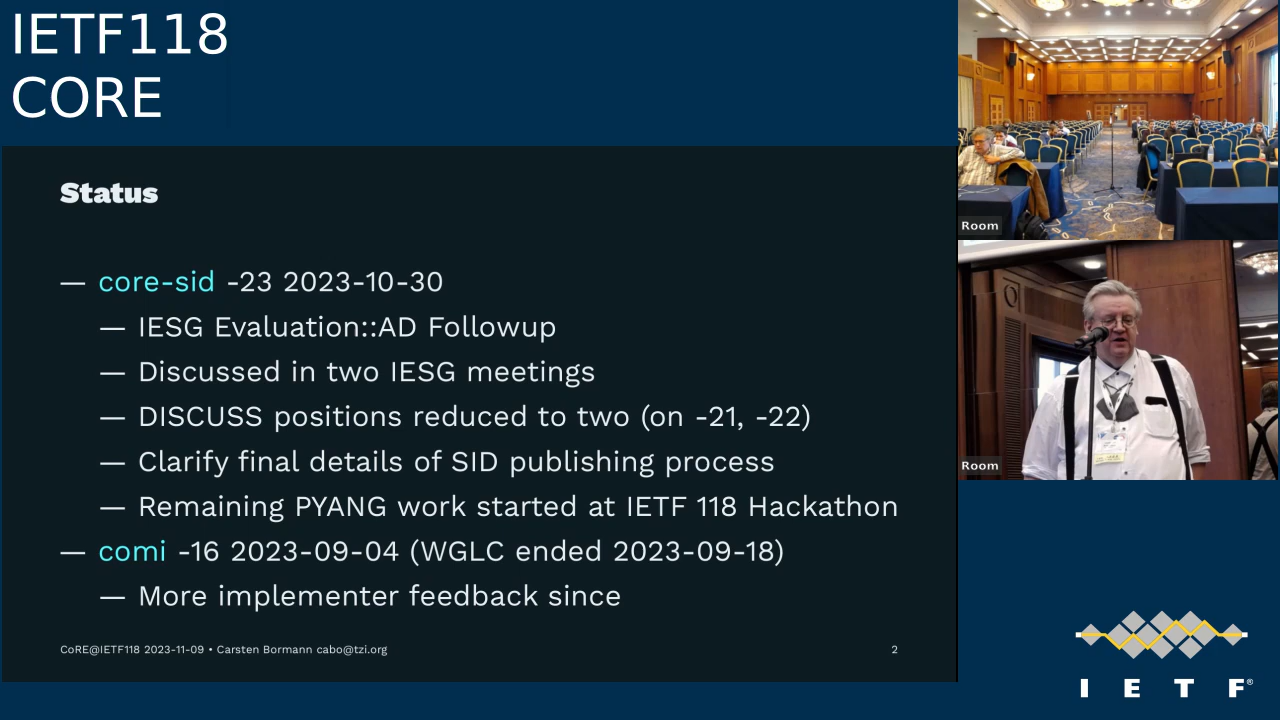 IETF118
CORE
Status
— core-sid -23 2023-10-30
— IESG Evaluation::AD Followup
— Discussed in two IESG meetings
— DISCUSS positions reduced to two (on -21, -22)
— Clarify final details of SID publishing process
— Remaining PYANG work started at IETF 118 Hackathon
— comi -16 2023-09-04 (WGLC ended 2023-09-18)
— More implementer feedback since
CoRE@IETF118 2023-11-09 • Carsten Bormann cabo@tzi.org
2
Room
Room
I E T F®